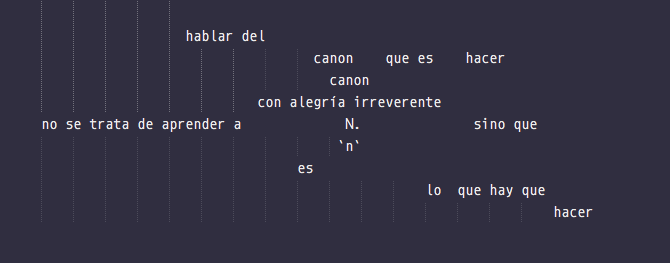 hablar del
canon que es hacer
canon
con alegría irreverente
no se trata de aprender a N. sino que
`n`
es
lo que hay que
hacer